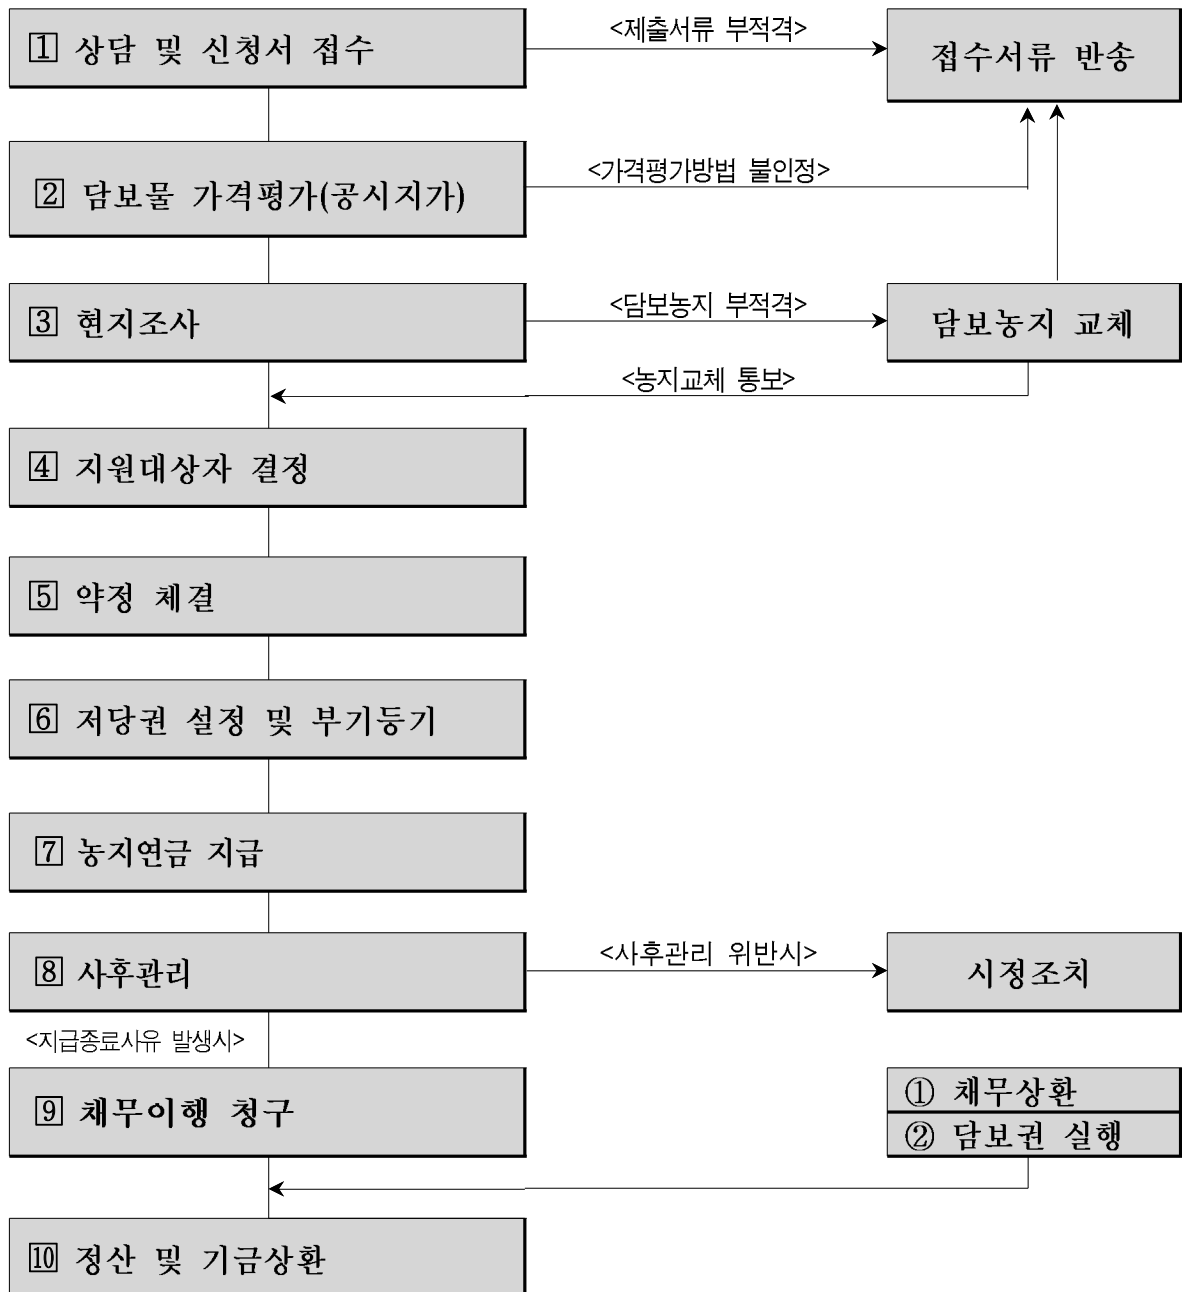 1 상담 및 신청서 접수
<제출서류 부적격>
접수서류 반송
2 담보물 가격평가(공시지가)
<가격평가방법 불인정>
3 현지조사
<담보농지 부적격>
담보농지 교체
<농지교체 통보>
4 지원대상자 결정
5 약정 체결
6 저당권 설정 및 부기등기
7 농지연금 지급
8 사후관리
<사후관리 위반시>
시정조치
<지급종료사유 발생시>
9 채무이행 청구
① 채무상환
② 담보권 실행
10 정산 및 기금상환